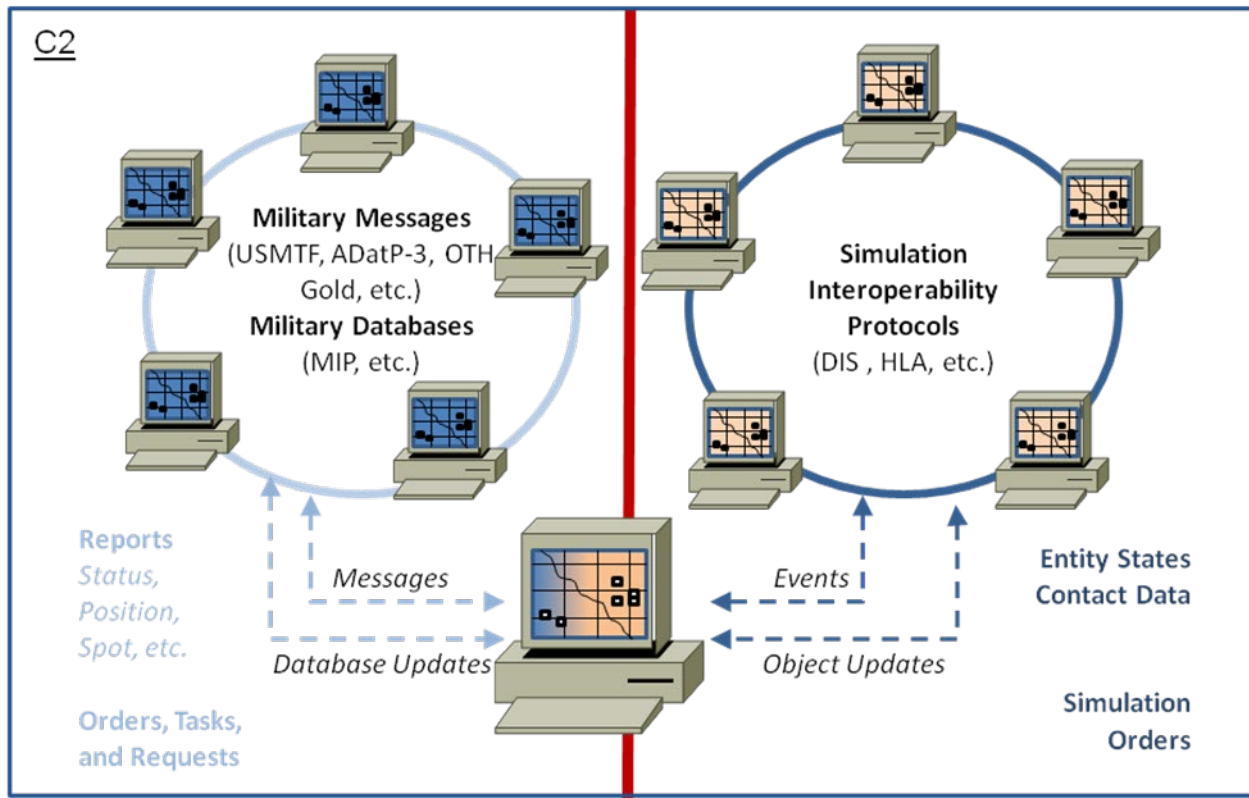 C2
Military Messages
(USMTF, ADatP-3, OTH
Gold, etc.)
Military Databases
(MIP, etc.)
Simulation
Interoperability
Protocols
(DIS , HLA, etc.)
Reports
Status,
Position,
Spot, etc.
Orders, Tasks,
and Requests
Messages
Database Updates
Events
Object Updates
Entity States
Contact Data
Simulation
Orders